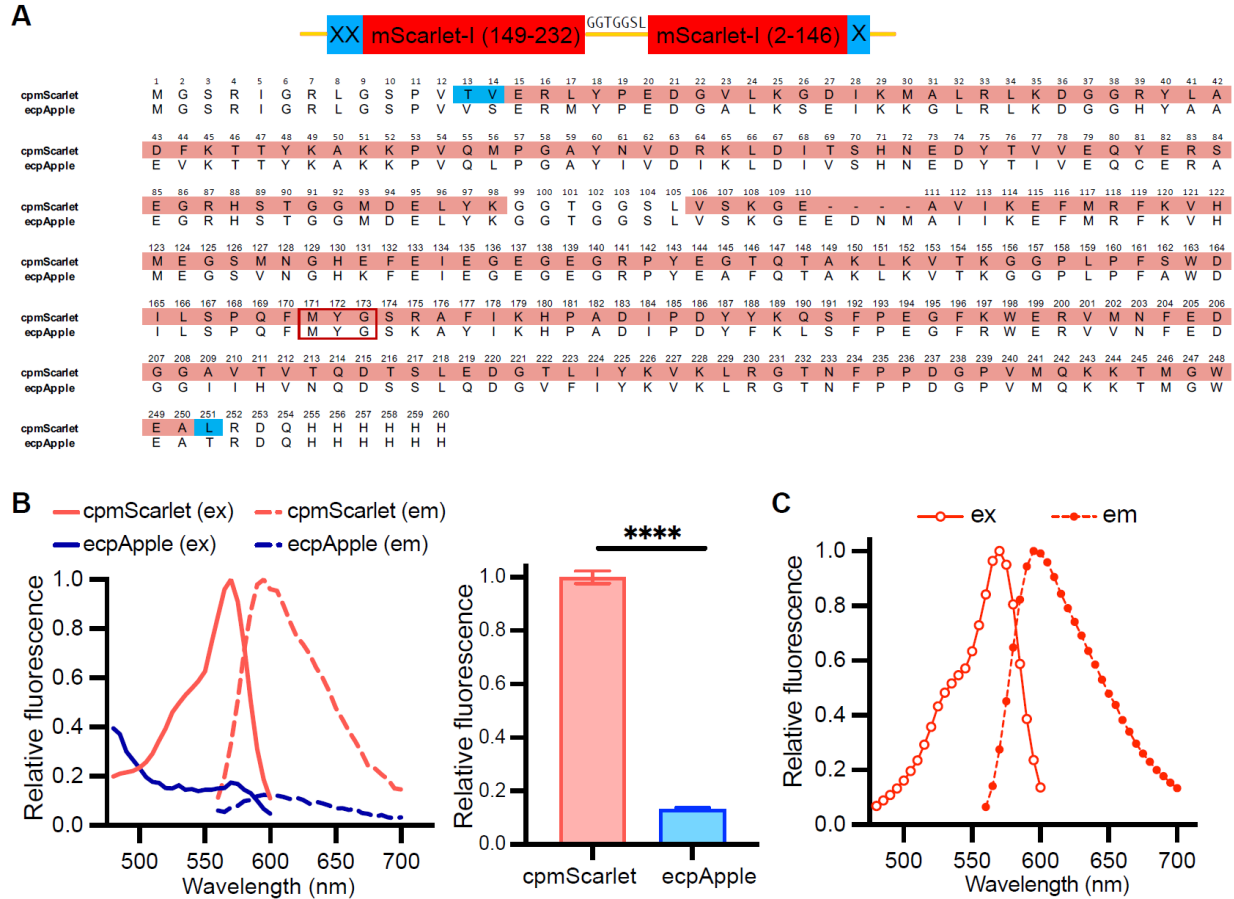 A
GGTGGSL
XX mScarlet-I (149-232) mScarlet-I (2-146) X
1 2 3 4 5 6 7 8 9 10 11 12 13 14 15 16 17 18 19 20 21 22 23 24 25 26 27 28 29 30 31 32 33 34 35 36 37 38 39 40 41 42
cpmScarlet M G S R I G R L G S P V T V E R L Y P E D G V L K G D I K M A L R L K D G G R Y L A
ecpApple M G S R I G R L G S P V V S E R M Y P E D G A L K S E I K K G L R L K D G G H Y A A
43 44 45 46 47 48 49 50 51 52 53 54 55 56 57 58 59 60 61 62 63 64 65 66 67 68 69 70 71 72 73 74 75 76 77 78 79 80 81 82 83 84
cpmScarlet D F K T T Y K A K K P V Q M P G A Y N V D R K L D I T S H N E D Y T V V E Q Y E R S
ecpApple E V K T T Y K A K K P V Q L P G A Y I V D I K L D I V S H N E D Y T I V E Q C E R A
85 86 87 88 89 90 91 92 93 94 95 96 97 98 99 100 101 102 103 104 105 106 107 108 109 110 111 112 113 114 115 116 117 118 119 120 121 122
cpmScarlet E G R H S T G G M D E L Y K G G T G G S L V S K G E - - - - A V I K E F M R F K V H
ecpApple E G R H S T G G M D E L Y K G G T G G S L V S K G E E D N M A I I K E F M R F K V H
123 124 125 126 127 128 129 130 131 132 133 134 135 136 137 138 139 140 141 142 143 144 145 146 147 148 149 150 151 152 153 154 155 156 157 158 159 160 161 162 163 164
cpmScarlet M E G S M N G H E F E I E G E G E G R P Y E G T Q T A K L K V T K G G P L P F S W D
ecpApple M E G S V N G H K F E I E G E G E G R P Y E A F Q T A K L K V T K G G P L P F A W D
165 166 167 168 169 170 171 172 173 174 175 176 177 178 179 180 181 182 183 184 185 186 187 188 189 190 191 192 193 194 195 196 197 198 199 200 201 202 203 204 205 206
cpmScarlet I L S P Q F M Y G S R A F I K H P A D I P D Y Y K Q S F P E G F K W E R V M N F E D
ecpApple I L S P Q F M Y G S K A Y I K H P A D I P D Y F K L S F P E G F R W E R V V N F E D
207 208 209 210 211 212 213 214 215 216 217 218 219 220 221 222 223 224 225 226 227 228 229 230 231 232 233 234 235 236 237 238 239 240 241 242 243 244 245 246 247 248
cpmScarlet G G A V T V T Q D T S L E D G T L I Y K V K L R G T N F P P D G P V M Q K K T M G W
ecpApple G G I I H V N Q D S S L Q D G V F I Y K V K L R G T N F P P D G P V M Q K K T M G W
249 250 251 252 253 254 255 256 257 258 259 260
cpmScarlet E A L R D Q H H H H H H
ecpApple E A T R D Q H H H H H H
B
cpmScarlet (ex) cpmScarlet (em)
ecpApple (ex) ecpApple (em)
Relative fluorescence
1.0
0.8
0.6
0.4
0.2
0.0
500 550 600 650 700
Wavelength (nm)
****
Relative fluorescence
1.0
0.8
0.6
0.4
0.2
0.0
cpmScarlet ecpApple
C
ex em
Relative fluorescence
1.0
0.8
0.6
0.4
0.2
0.0
500 550 600 650 700
Wavelength (nm)